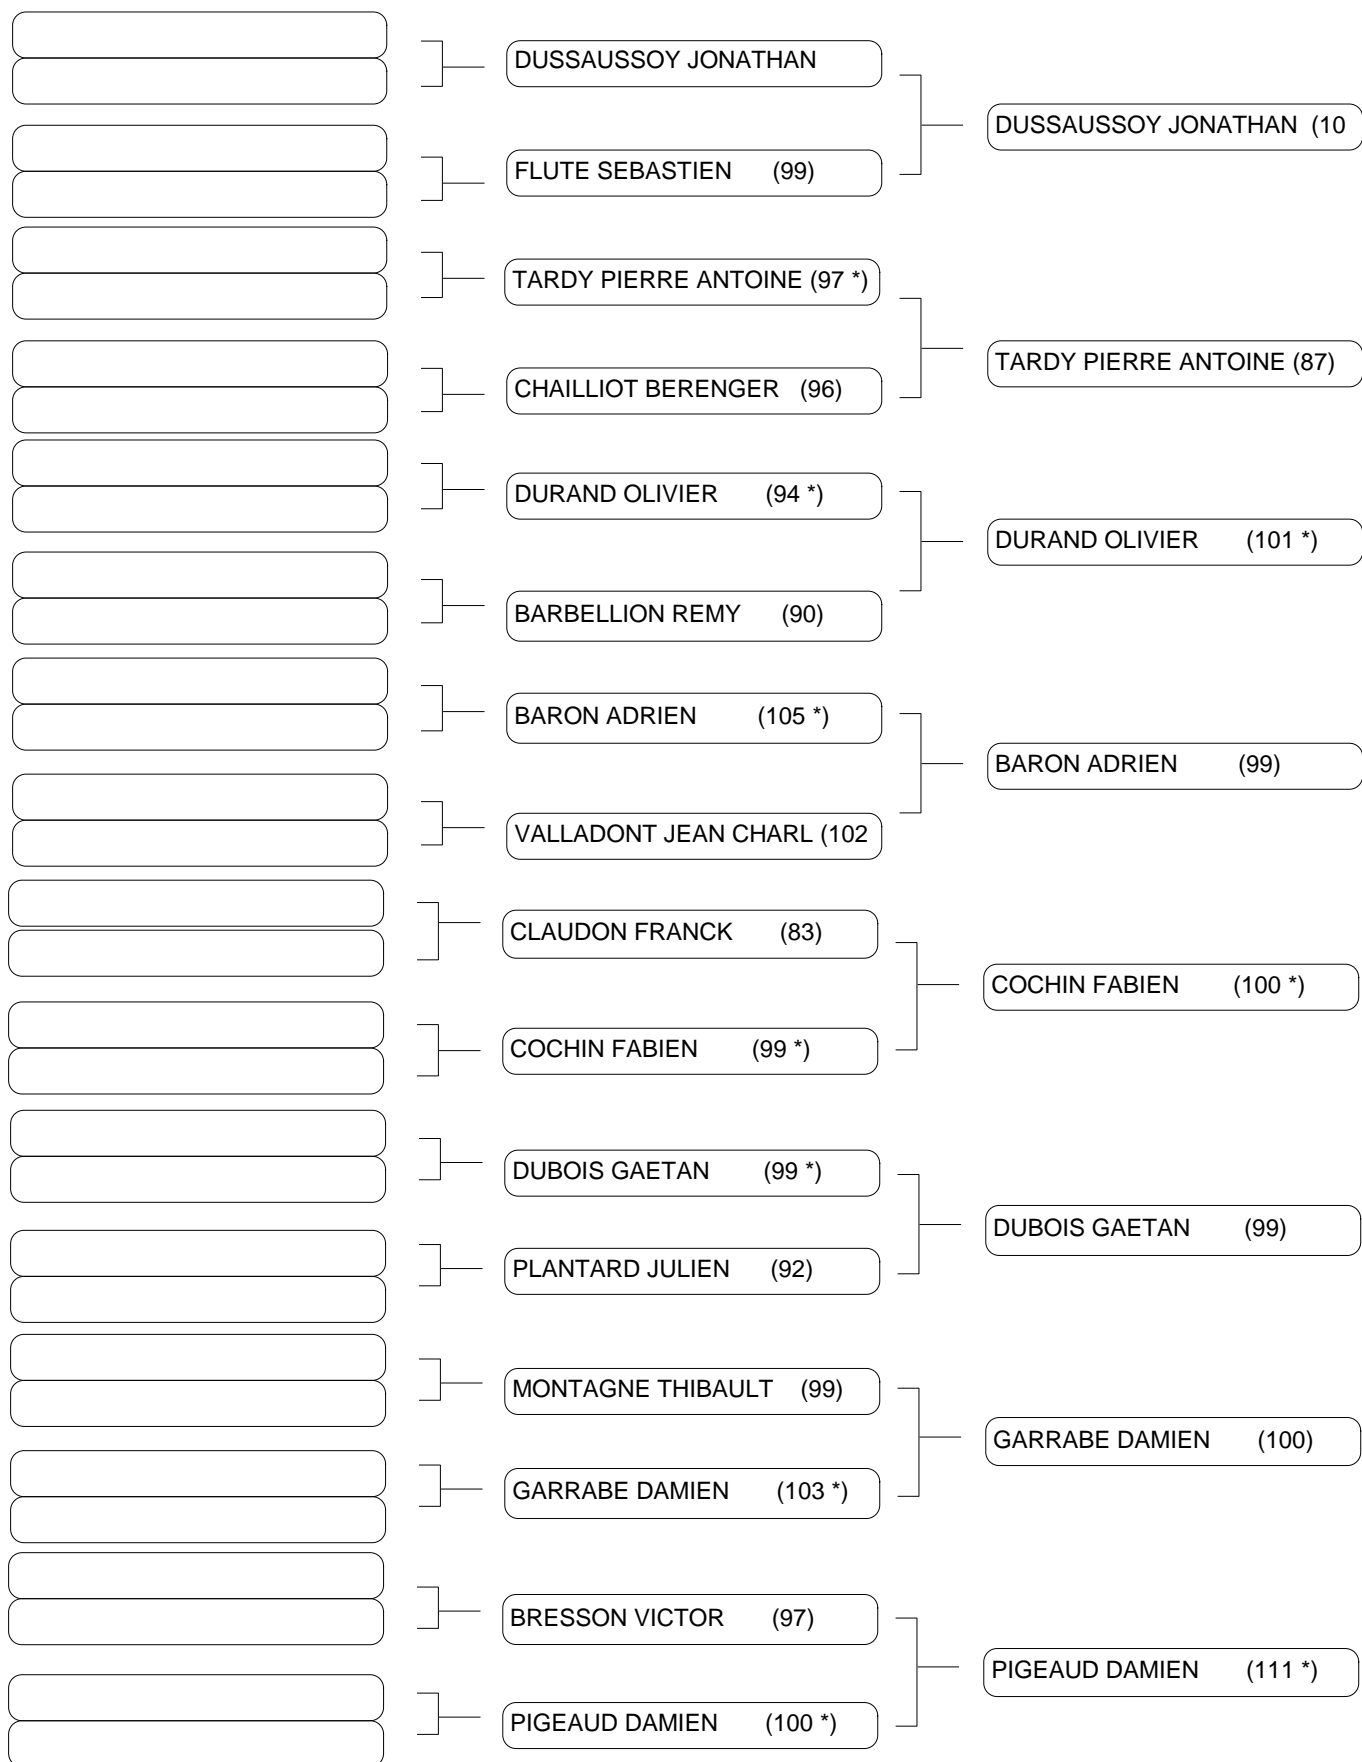 DUSSAUSSOY JONATHAN
DUSSAUSSOY JONATHAN (10
FLUTE SEBASTIEN (99)
TARDY PIERRE ANTOINE (97 *)
TARDY PIERRE ANTOINE (87)
CHAILLIOT BERENGER (96)
DURAND OLIVIER (94 *)
DURAND OLIVIER (101 *)
BARBELLION REMY (90)
BARON ADRIEN (105 *)
BARON ADRIEN (99)
VALLADONT JEAN CHARL (102
CLAUDON FRANCK (83)
COCHIN FABIEN (100 *)
COCHIN FABIEN (99 *)
DUBOIS GAETAN (99 *)
DUBOIS GAETAN (99)
PLANTARD JULIEN (92)
MONTAGNE THIBAULT (99)
GARRABE DAMIEN (100)
GARRABE DAMIEN (103 *)
BRESSON VICTOR (97)
PIGEAUD DAMIEN (111 *)
PIGEAUD DAMIEN (100 *)